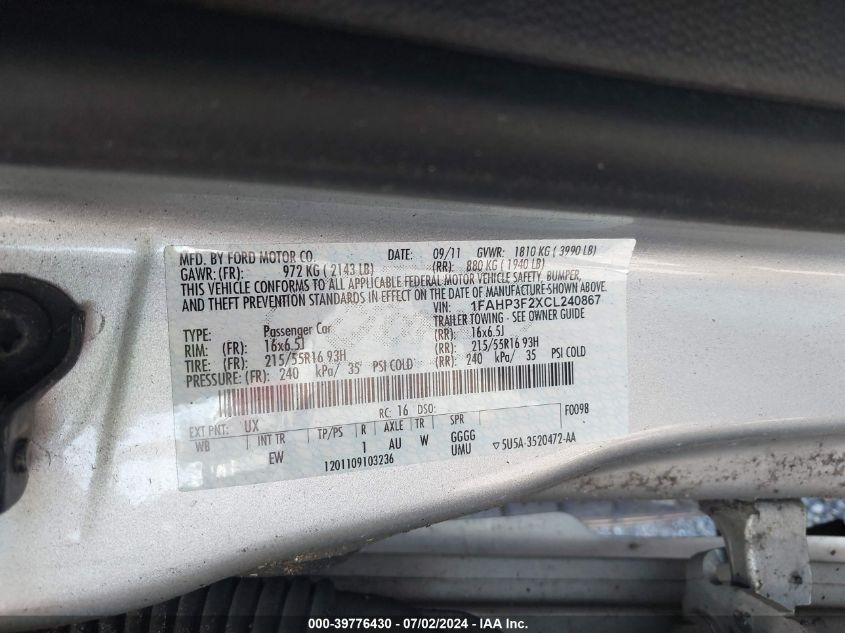 MFD. BY FORD MOTOR CO. DATE: 09/11 GVWR: 1810 KG ( 3990 LB)
GAWR: (FR): 972 KG ( 2143 LB) (RR): 880 KG ( 1940 LB)
THIS VEHICLE CONFORMS TO ALL APPLICABLE FEDERAL MOTOR VEHICLE SAFETY, BUMPER,
AND THEFT PREVENTION STANDARDS IN EFFECT ON THE DATE OF MANUFACTURE SHOWN ABOVE.
VIN: 1FAHP3F2XCL240867
TYPE: Passenger Car TRAILER TOWING - SEE OWNER GUIDE
RIM: (FR): 16x6.5J (RR): 16x6.5J
TIRE: (FR): 215/55R16 93H (RR): 215/55R16 93H
PRESSURE: (FR): 240 kPa/ 35 PSI COLD (RR): 240 kPa/ 35 PSI COLD
EXT PNT: UX RC: 16 DSO: F0098
WB INT TR TP/PS R AXLE TR SPR
EW 1 AU W GGGG
UMU ▽5U5A-3520472-AA
1201109103236
000-39776430 - 07/02/2024 - IAA Inc.